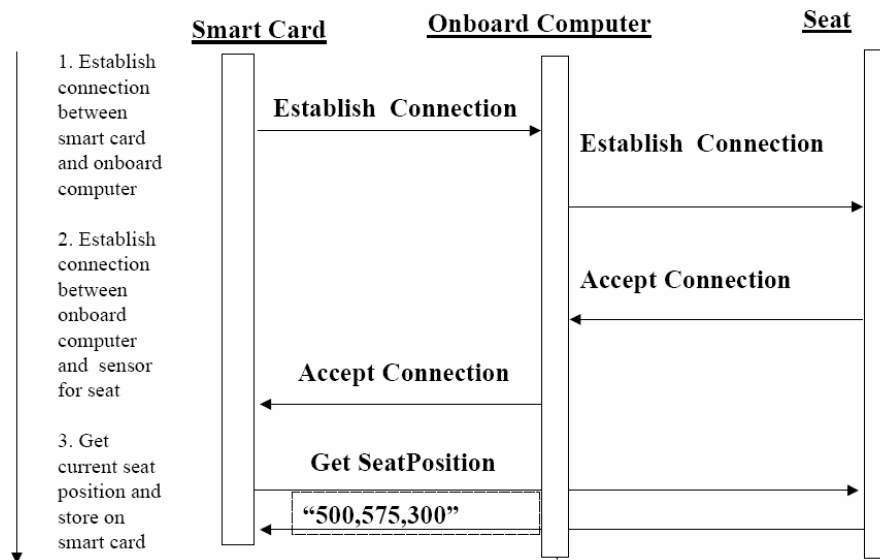 Smart Card
Onboard Computer
Seat
1. Establish
connection
between
smart card
and onboard
computer
2. Establish
connection
between
onboard
computer
and sensor
for seat
3. Get
current seat
position and
store on
smart card
Establish Connection
Establish Connection
Accept Connection
Accept Connection
Get SeatPosition
“500,575,300”